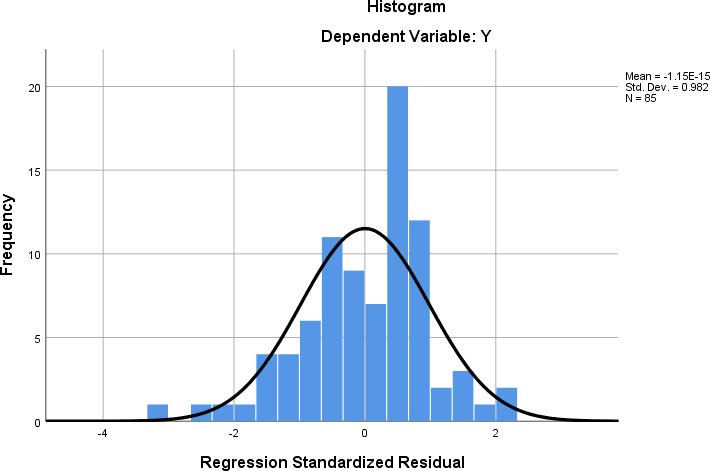 Histogram
Dependent Variable: Y
Mean = -1.15E-15
Std. Dev. = 0.982
N = 85
Frequency
20
15
10
5
0
-4
-2
0
2
Regression Standardized Residual